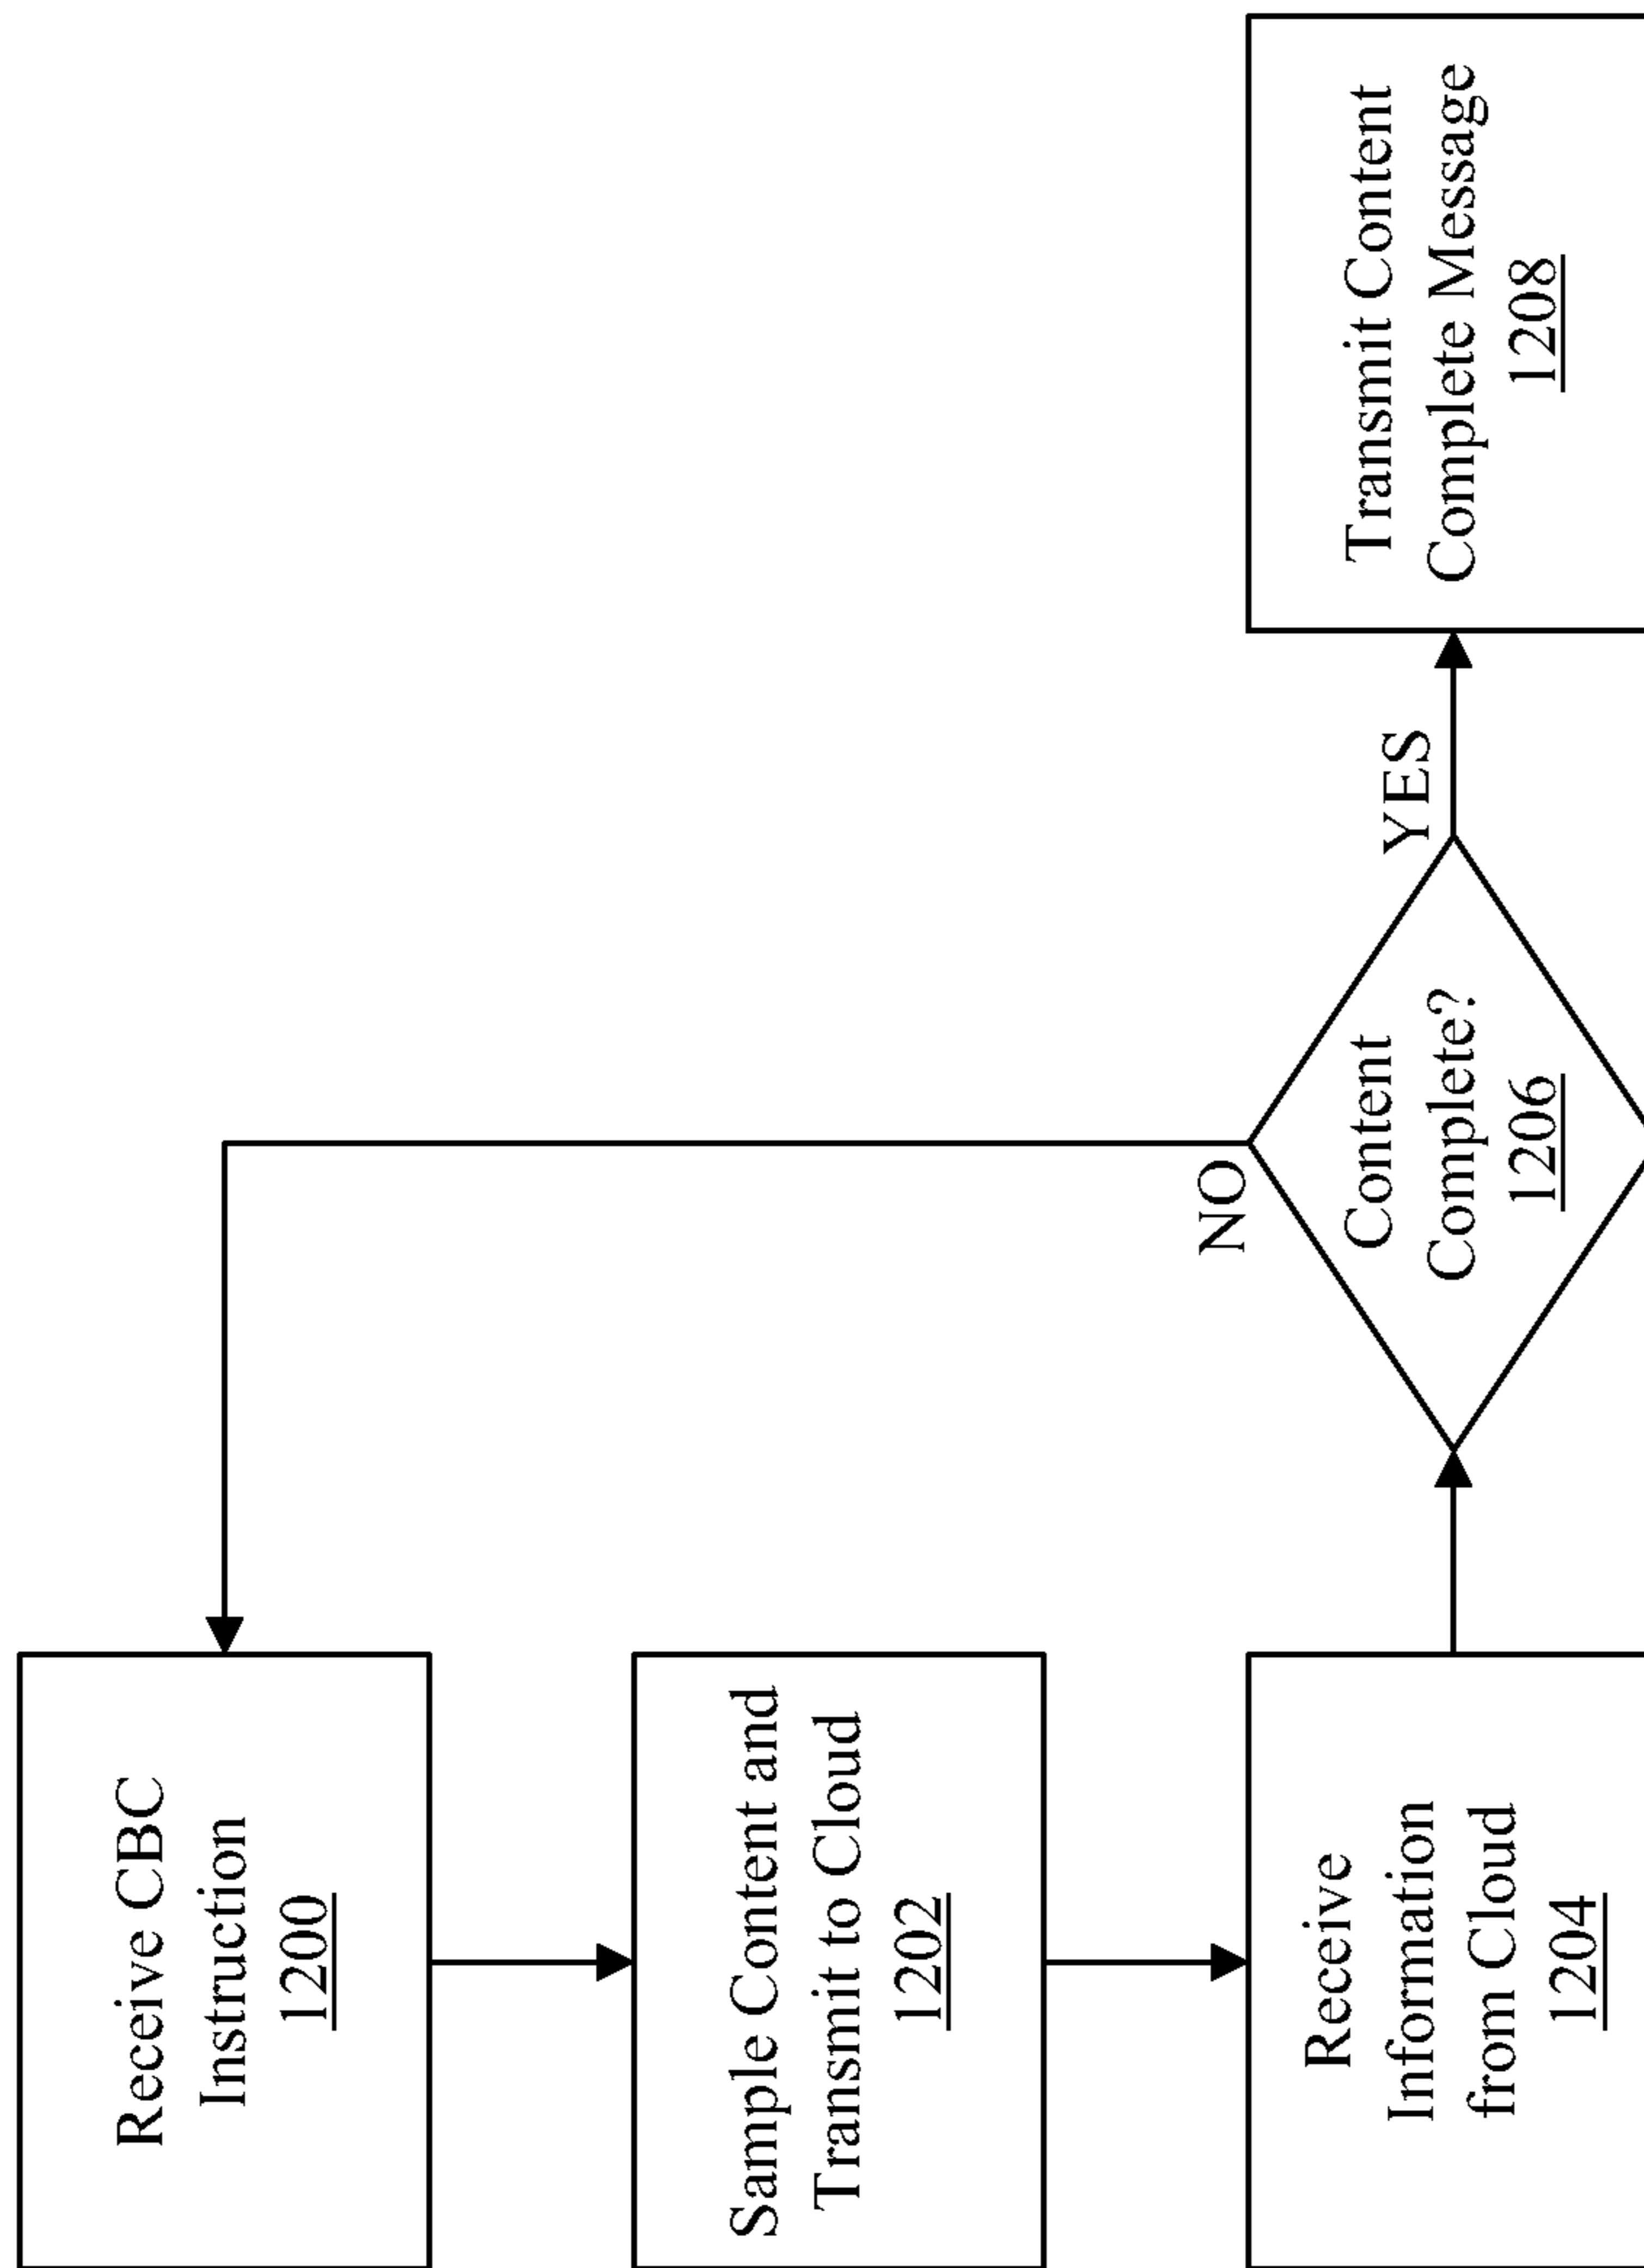 Receive CBC
Instruction
1200
Sample Content and
Transmit to Cloud
1202
Receive
Information
from Cloud
1204
Content
Complete?
1206
NO
YES
Transmit Content
Complete Message
1208